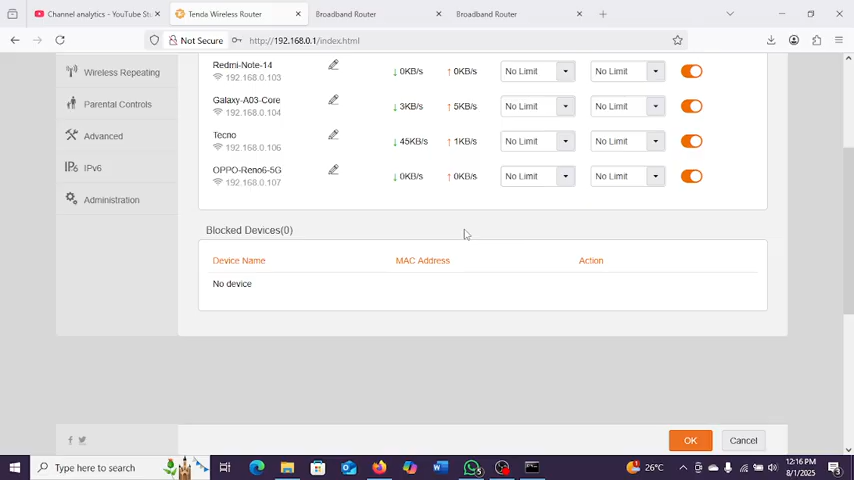 Channel analytics - YouTube St
Tenda Wireless Router
Broadband Router
Broadband Router
Not Secure
http://192.168.0.1/index.html
Wireless Repeating
Parental Controls
Advanced
IPv6
IPv6
Administration
Redmi-Note-14
192.168.0.103
↓0KB/s ↑0KB/s No Limit No Limit
Galaxy-A03-Core
192.168.0.104
↓3KB/s ↑5KB/s No Limit No Limit
Tecno
192.168.0.106
↓45KB/s ↑1KB/s No Limit No Limit
OPPO-Reno6-5G
192.168.0.107
↓0KB/s ↑0KB/s No Limit No Limit
Blocked Devices(0)
Device Name MAC Address Action
No device
OK Cancel
Type here to search
5
26°C
12:16 PM
8/1/2025
3